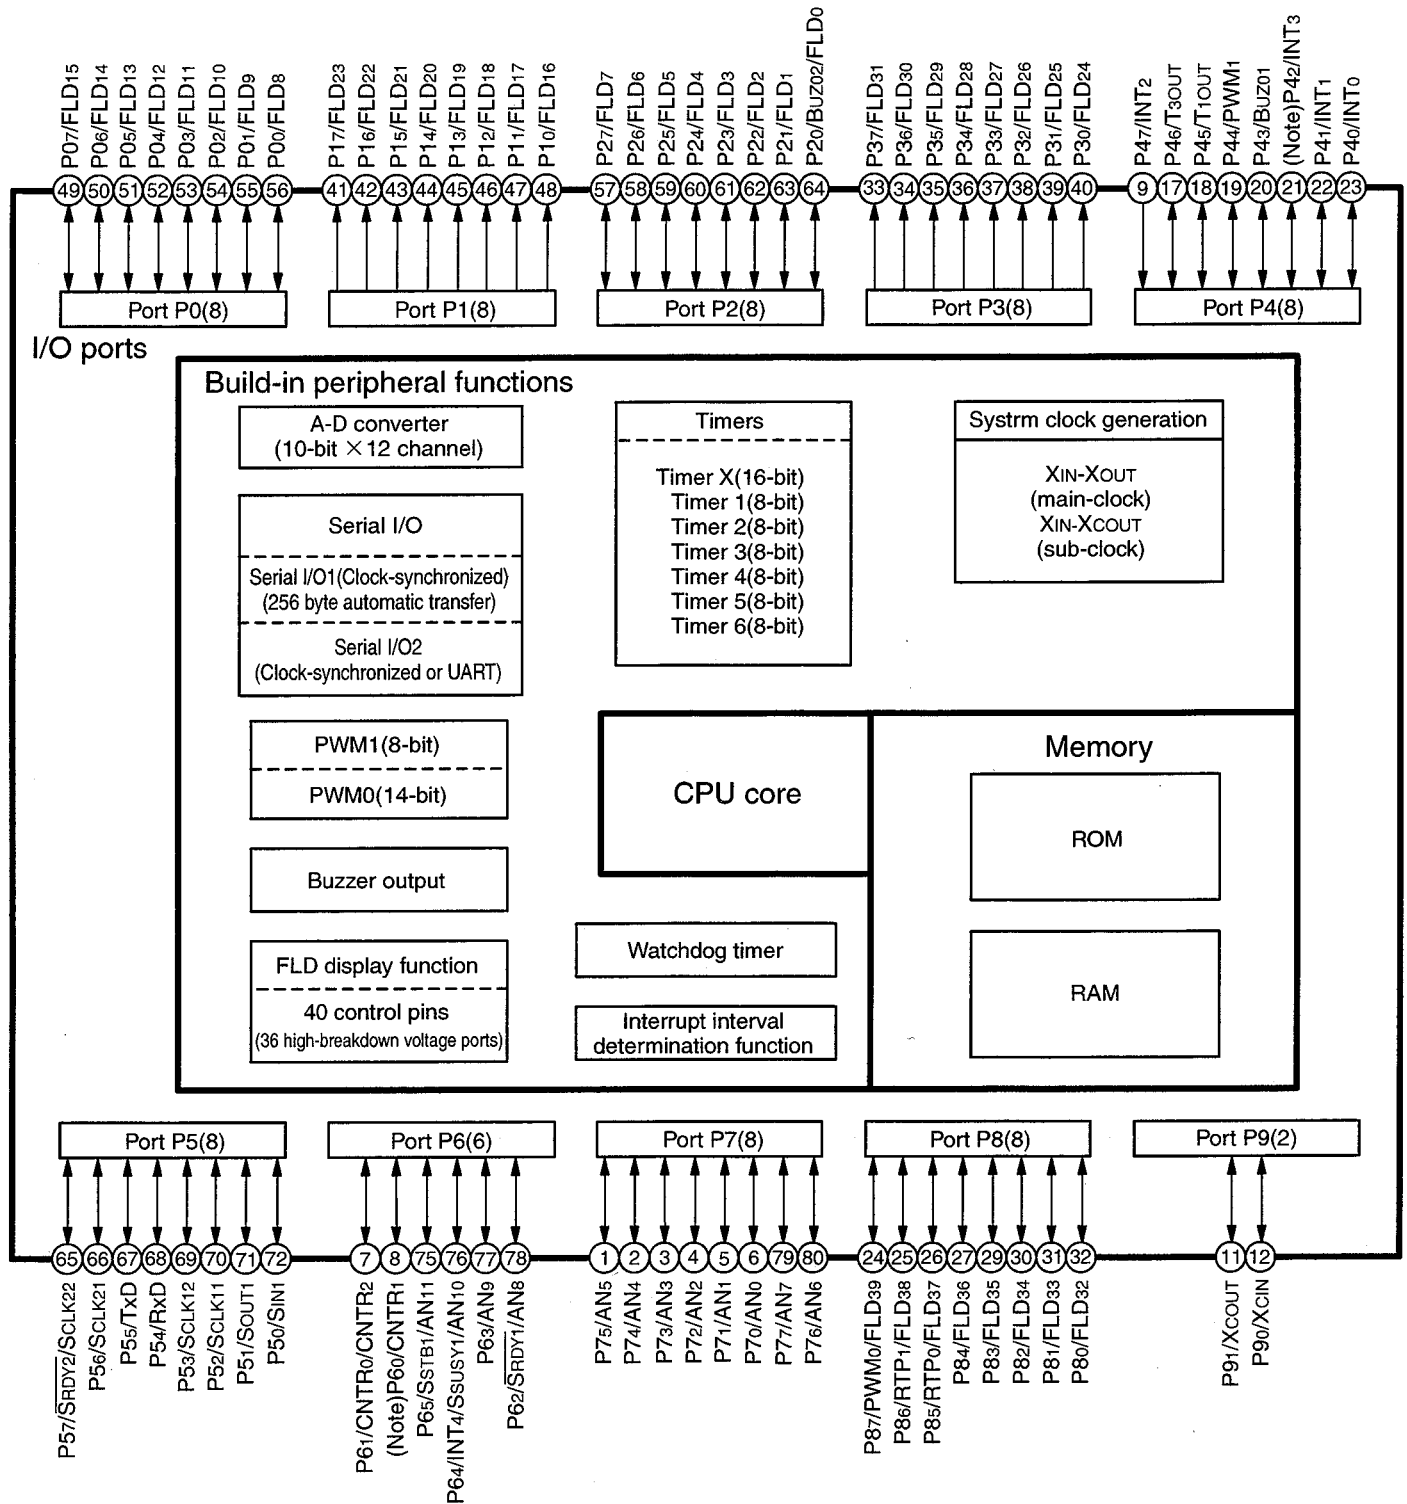 P07/FLD15
P06/FLD14
P05/FLD13
P04/FLD12
P03/FLD11
P02/FLD10
P01/FLD9
P00/FLD8
P17/FLD23
P16/FLD22
P15/FLD21
P14/FLD20
P13/FLD19
P12/FLD18
P11/FLD17
P10/FLD16
P27/FLD7
P26/FLD6
P25/FLD5
P24/FLD4
P23/FLD3
P22/FLD2
P21/FLD1
P20/BUZ02/FLD0
P37/FLD31
P36/FLD30
P35/FLD29
P34/FLD28
P33/FLD27
P32/FLD26
P31/FLD25
P30/FLD24
P47/INT2
P46/T3OUT
P45/T1OUT
P44/PWM1
P43/BUZ01
(Note)P42/INT3
P41/INT1
P40/INT0
49 50 51 52 53 54 55 56
41 42 43 44 45 46 47 48
57 58 59 60 61 62 63 64
33 34 35 36 37 38 39 40
9 17 18 19 20 21 22 23
Port P0(8)
Port P1(8)
Port P2(8)
Port P3(8)
Port P4(8)
I/O ports
Build-in peripheral functions
A-D converter
(10-bit × 12 channel)
Serial I/O
Serial I/O1(Clock-synchronized)
(256 byte automatic transfer)
Serial I/O2
(Clock-synchronized or UART)
PWM1(8-bit)
PWM0(14-bit)
Buzzer output
FLD display function
40 control pins
(36 high-breakdown voltage ports)
Timers
Timer X(16-bit)
Timer 1(8-bit)
Timer 2(8-bit)
Timer 3(8-bit)
Timer 4(8-bit)
Timer 5(8-bit)
Timer 6(8-bit)
Systrm clock generation
XIN-XOUT
(main-clock)
XIN-XCOUT
(sub-clock)
CPU core
Memory
ROM
RAM
Watchdog timer
Interrupt interval
determination function
Port P5(8)
Port P6(6)
Port P7(8)
Port P8(8)
Port P9(2)
65 66 67 68 69 70 71 72
7 8 75 76 77 78
1 2 3 4 5 6 79 80
24 25 26 27 29 30 31 32
11 12
P57/SRDY2/SCLK22
P56/SCLK21
P55/TxD
P54/RxD
P53/SCLK12
P52/SCLK11
P51/SOUT1
P50/SIN1
P61/CNTR0/CNTR2
(Note)P60/CNTR1
P65/SSTB1/AN11
P64/INT4/SSUSY1/AN10
P63/AN9
P62/SRDY1/AN8
P75/AN5
P74/AN4
P73/AN3
P72/AN2
P71/AN1
P70/AN0
P77/AN7
P76/AN6
P87/PWM0/FLD39
P86/RTP1/FLD38
P85/RTP0/FLD37
P84/FLD36
P83/FLD35
P82/FLD34
P81/FLD33
P80/FLD32
P91/XCOUT
P90/XCIN